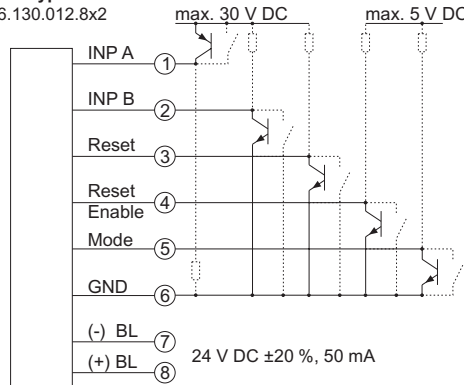 6.130.012.8x2
max. 30 V DC
max. 5 V DC
INP A
1
INP B
2
Reset
3
Reset
Enable
4
Mode
5
GND
6
(-) BL
7
(+) BL
8
24 V DC ±20 %, 50 mA